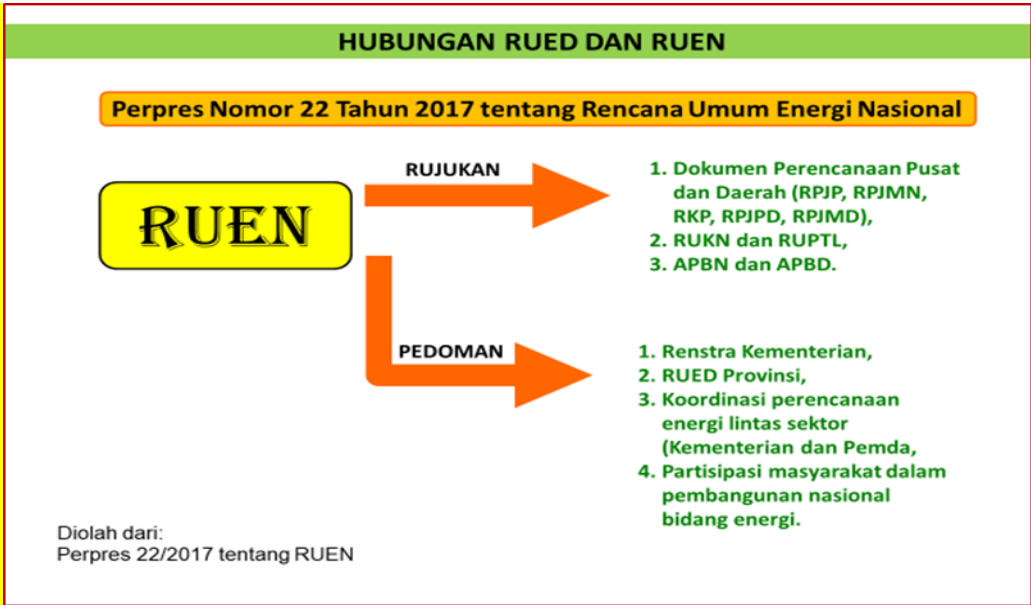 HUBUNGAN RUED DAN RUEN
Perpres Nomor 22 Tahun 2017 tentang Rencana Umum Energi Nasional
RUEN
RUJUKAN
1. Dokumen Perencanaan Pusat
dan Daerah (RPJP, RPJMN,
RKP, RPJPD, RPJMD),
2. RUKN dan RUPTL,
3. APBN dan APBD.
PEDOMAN
1. Renstra Kementerian,
2. RUED Provinsi,
3. Koordinasi perencanaan
energi lintas sektor
(Kementerian dan Pemda,
4. Partisipasi masyarakat dalam
pembangunan nasional
bidang energi.
Diolah dari:
Perpres 22/2017 tentang RUEN